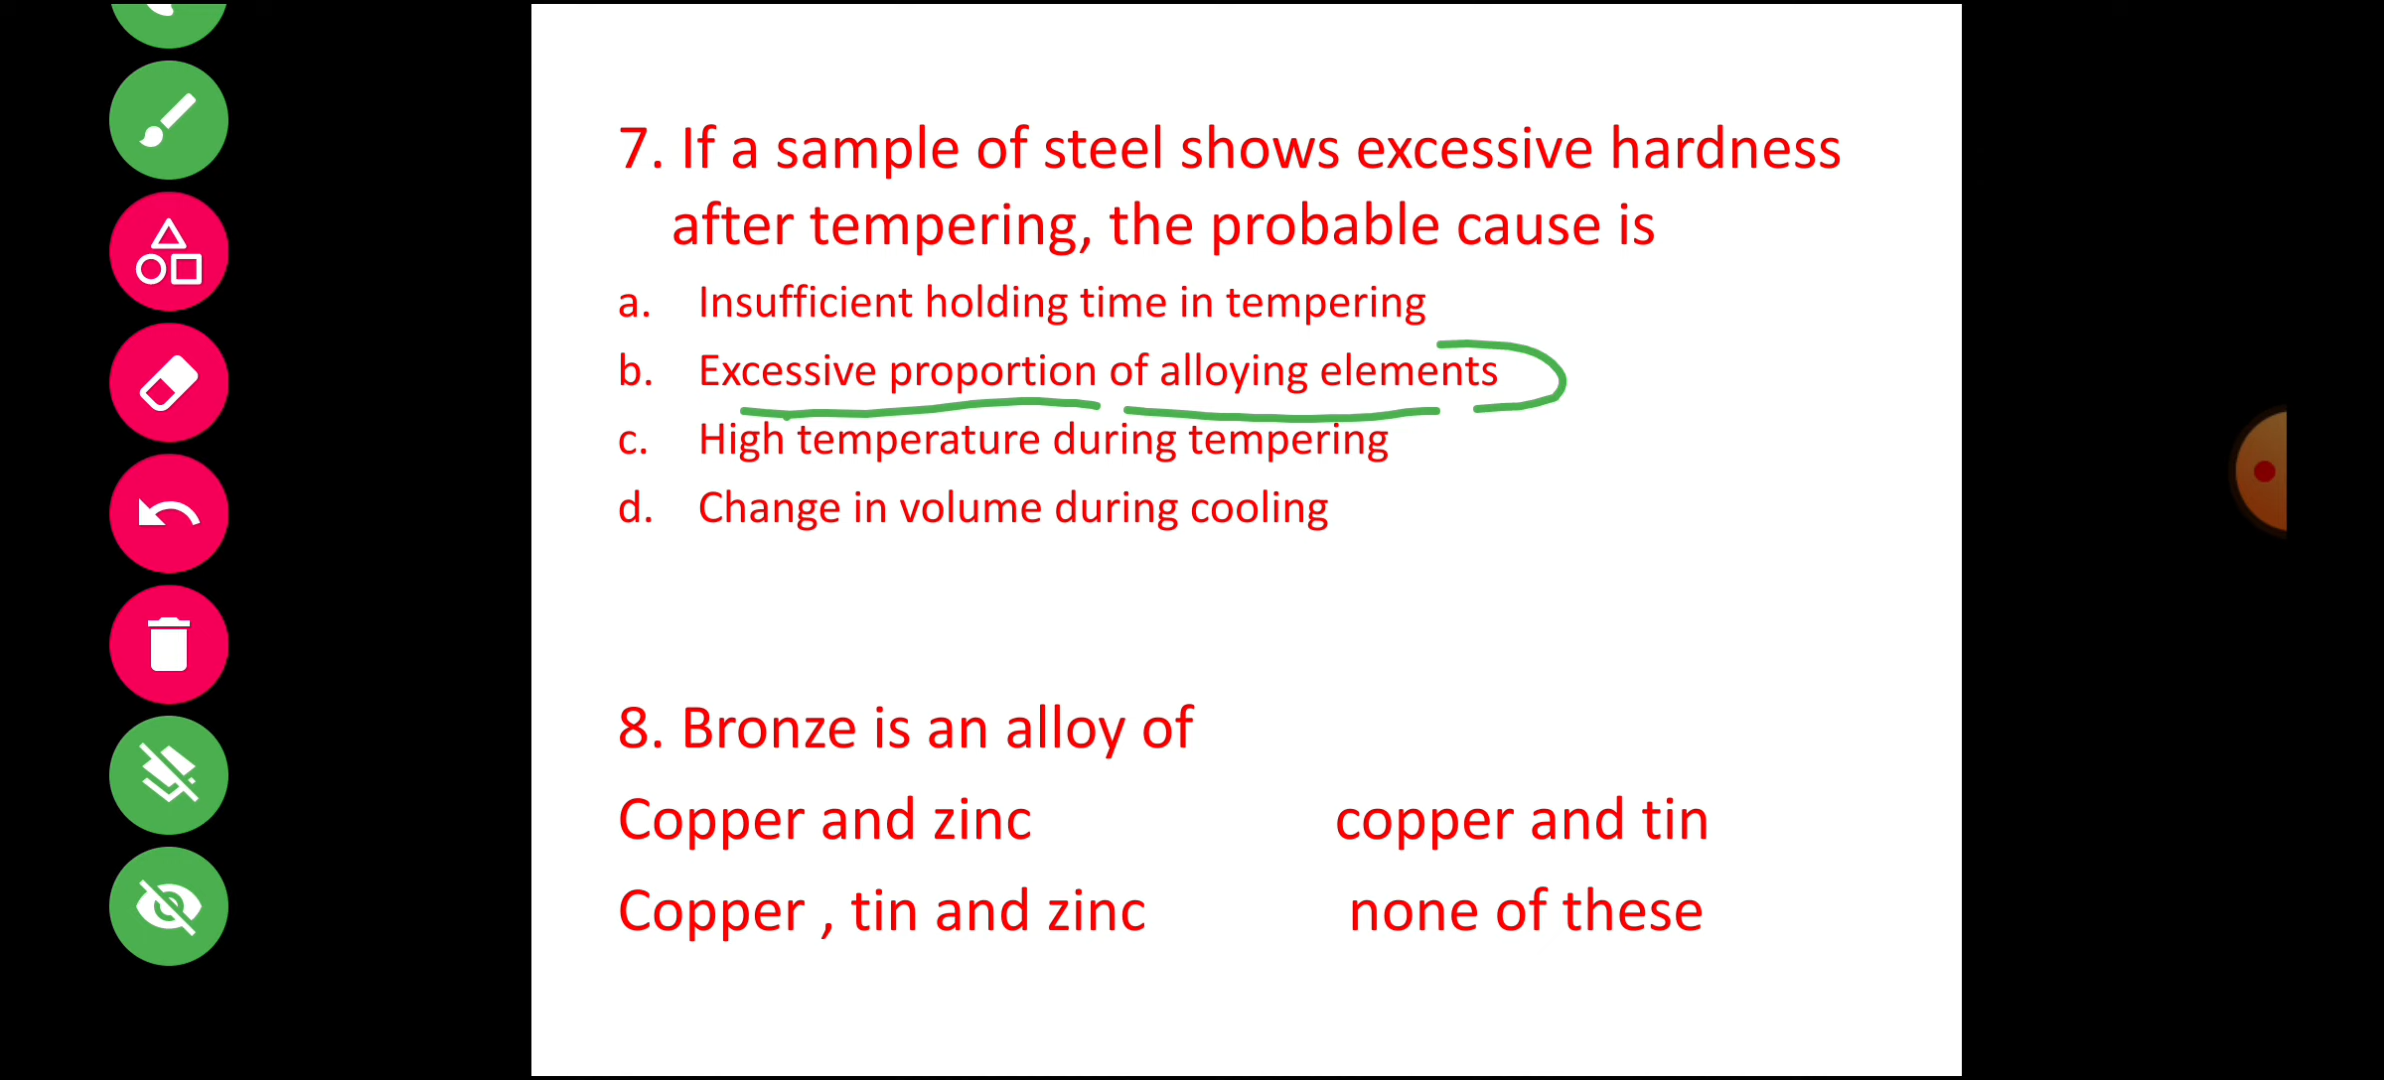 7. If a sample of steel shows excessive hardness
after tempering, the probable cause is
a. Insufficient holding time in tempering
b. Excessive proportion of alloying elements
c. High temperature during tempering
d. Change in volume during cooling
8. Bronze is an alloy of
Copper and zinc copper and tin
Copper , tin and zinc none of these